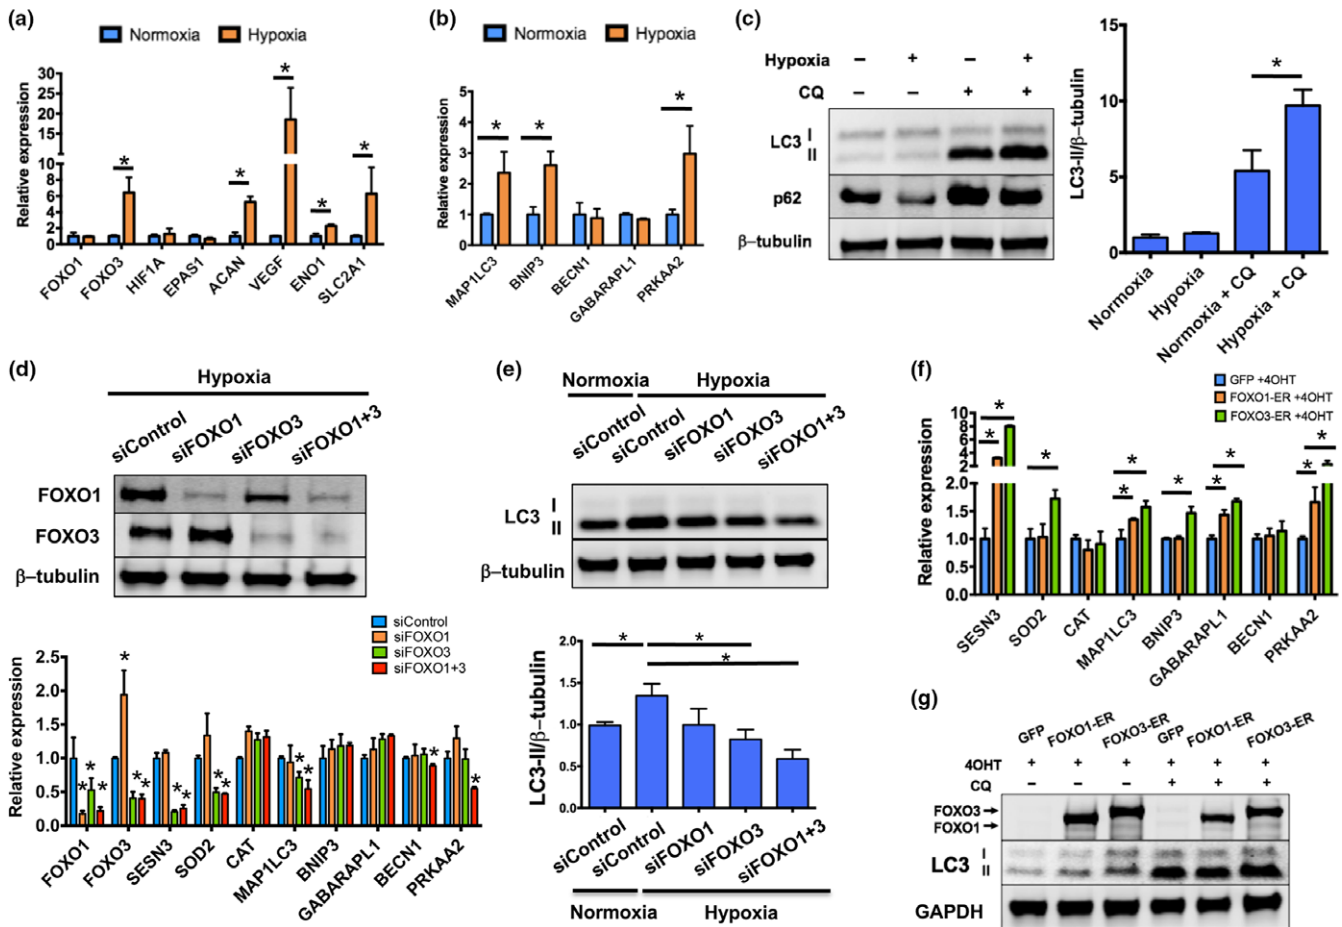 (a)
Normoxia Hypoxia
Relative expression
30
25
20
15
10
10
8
6
4
2
0
* * * * *
FOXO1 FOXO3 HIF1A EPAS1 ACAN VEGF ENO1 SLC2A1
(b)
Normoxia Hypoxia
Relative expression
5
4
3
2
1
0
* * *
MAP1LC3 BNIP3 BECN1 GABARAPL1 PRKAA2
(c)
Hypoxia – + – +
CQ – – + +
LC3 I
II
p62
β–tubulin
LC3-II/β–tubulin
15
10
5
0
*
Normoxia Hypoxia Normoxia + CQ Hypoxia + CQ
(d)
Hypoxia
siControl siFOXO1 siFOXO3 siFOXO1+3
FOXO1
FOXO3
β–tubulin
siControl
siFOXO1
siFOXO3
siFOXO1+3
Relative expression
2.5
2.0
1.5
1.0
0.5
0.0
* * * * * * * * * * * * * * *
FOXO1 FOXO3 SESN3 SOD2 CAT MAP1LC3 BNIP3 GABARAPL1 BECN1 PRKAA2
(e)
Normoxia Hypoxia
siControl siControl siFOXO1 siFOXO3 siFOXO1+3
LC3 I
II
β–tubulin
LC3-II/β–tubulin
2.0
1.5
1.0
0.5
0.0
* * *
siControl siControl siFOXO1 siFOXO3 siFOXO1+3
Normoxia Hypoxia
(f)
GFP +4OHT
FOXO1-ER +4OHT
FOXO3-ER +4OHT
Relative expression
10
8
6
4
2
2.0
1.5
1.0
0.5
0.0
* * * * * * * * * *
SESN3 SOD2 CAT MAP1LC3 BNIP3 GABARAPL1 BECN1 PRKAA2
(g)
GFP FOXO1-ER FOXO3-ER GFP FOXO1-ER FOXO3-ER
4OHT + + + + + +
CQ – – – + + +
FOXO3
FOXO1
LC3 I
II
GAPDH